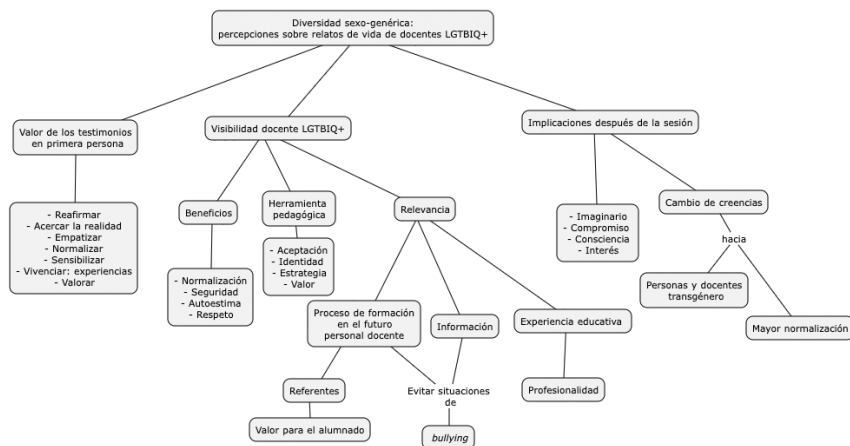 Diversidad sexo-genérica:
percepciones sobre relatos de vida de docentes LGTBIQ+
Valor de los testimonios
en primera persona
Visibilidad docente LGTBIQ+
Implicaciones después de la sesión
- Reafirmar
- Acercar la realidad
- Empatizar
- Normalizar
- Sensibilizar
- Vivenciar: experiencias
- Valorar
Beneficios
Herramienta
pedagógica
Relevancia
- Imaginario
- Compromiso
- Consciencia
- Interés
Cambio de creencias
- Normalización
- Seguridad
- Autoestima
- Respeto
- Aceptación
- Identidad
- Estrategia
- Valor
hacia
Personas y docentes
transgénero
Mayor normalización
Proceso de formación
en el futuro
personal docente
Información
Experiencia educativa
Referentes
Evitar situaciones
de
Profesionalidad
Valor para el alumnado
bullying